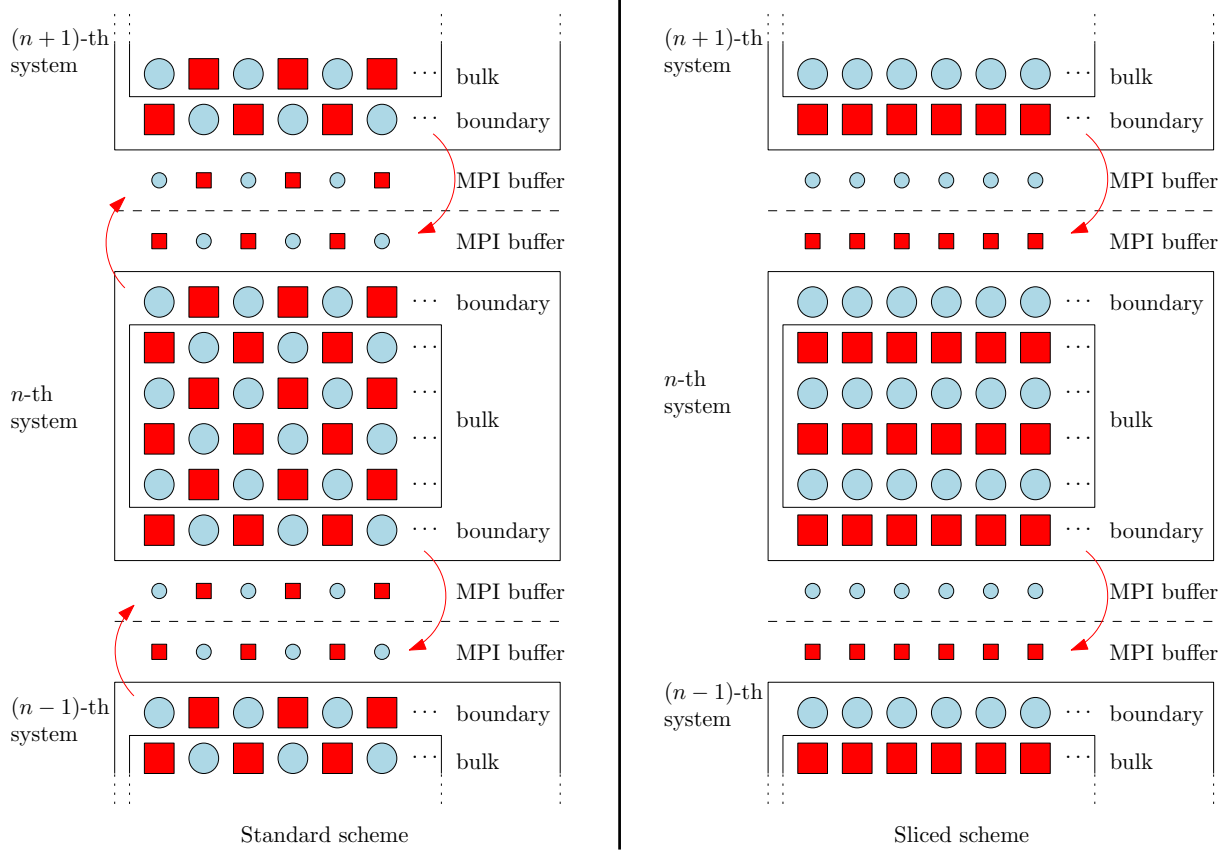 (n + 1)-th
system
··· bulk
··· boundary
MPI buffer
MPI buffer
··· boundary
···
···
n-th
system
bulk
···
···
··· boundary
MPI buffer
MPI buffer
(n − 1)-th
system
··· boundary
··· bulk
Standard scheme
(n + 1)-th
system
··· bulk
··· boundary
MPI buffer
MPI buffer
··· boundary
···
···
n-th
system
bulk
···
···
··· boundary
MPI buffer
MPI buffer
(n − 1)-th
system
··· boundary
··· bulk
Sliced scheme